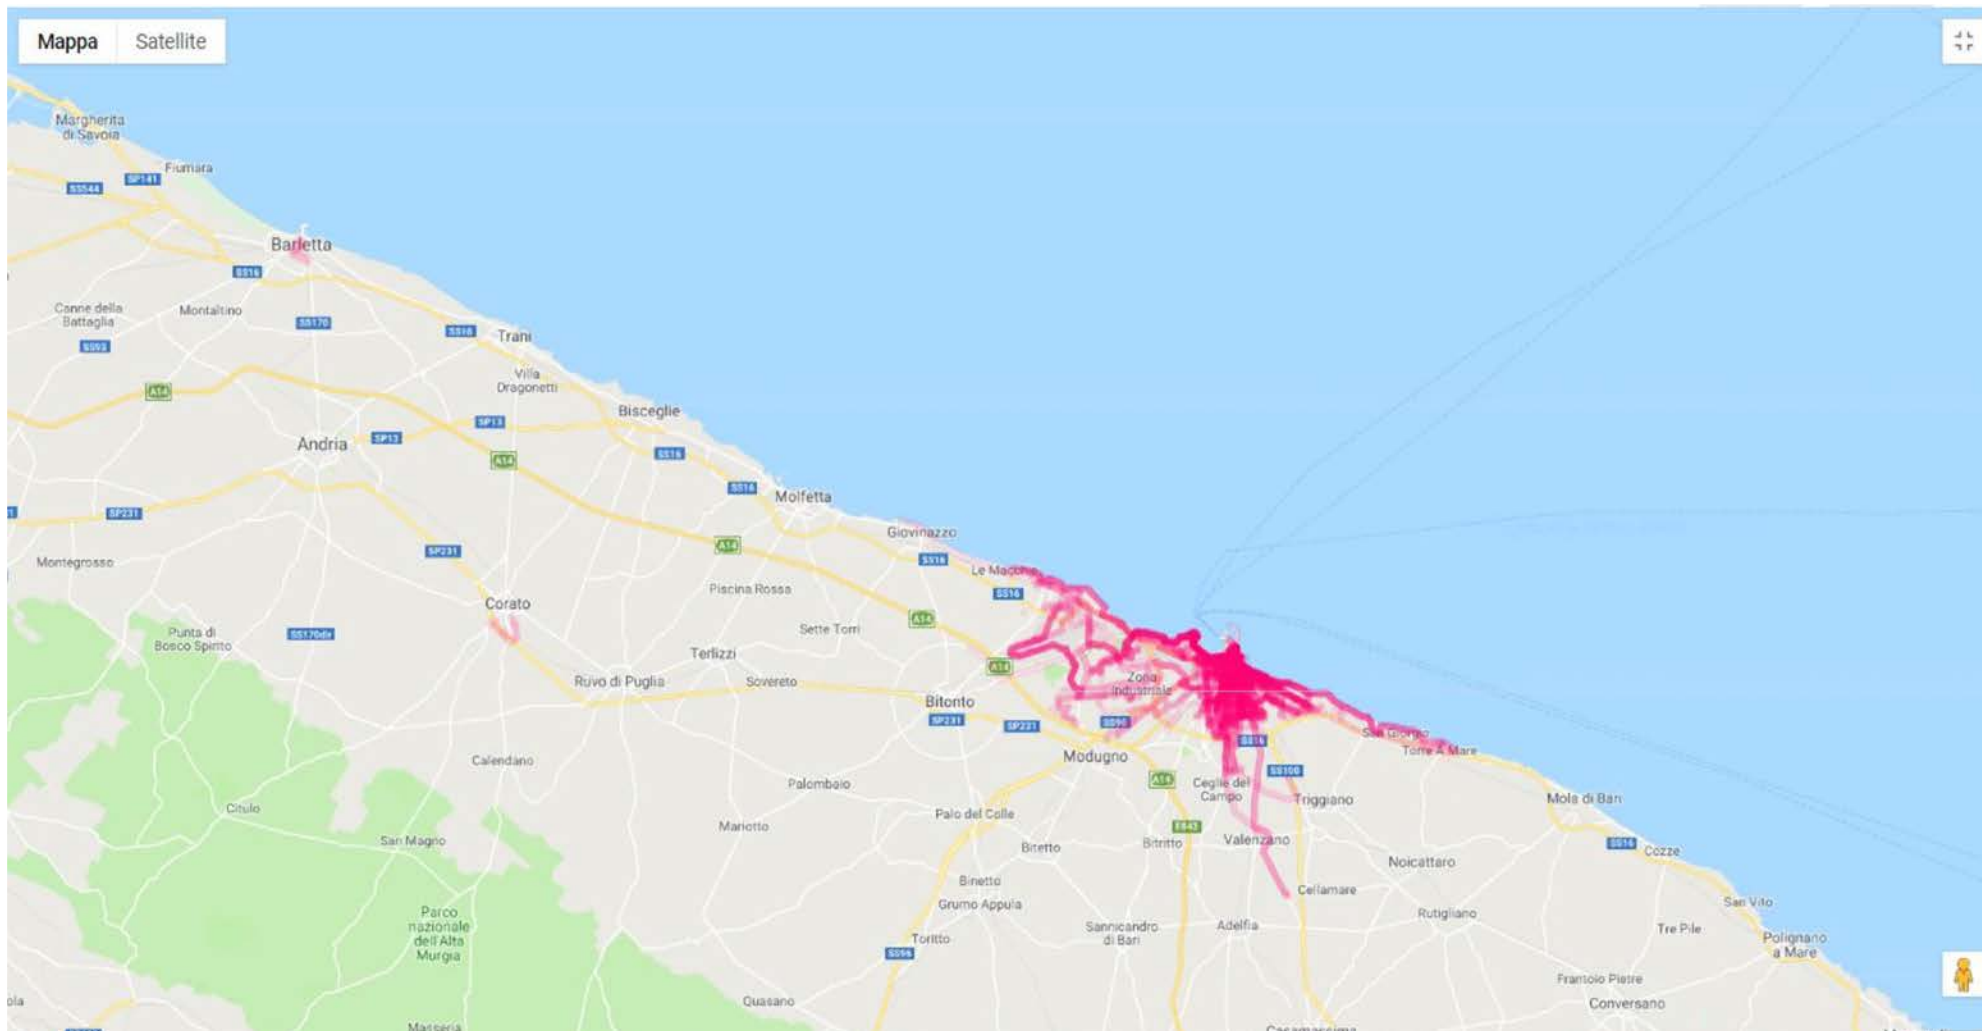 Mappa
Satellite
Margherita
di Savoia
Fiumara
SP141
SS544
Barletta
SS16
Canne della
Battaglia
Montaltino
SS170
SS16
Trani
SS93
Villa
Dragonetti
A14
Bisceglie
SP13
SP13
Andria
A14
SS16
SS16
Molfetta
SP231
Giovinazzo
A14
SP231
SS16
Montegrosso
Le Macchie
Piscina Rossa
SS16
Corato
A14
Sette Torri
Punta di
Bosco Spirito
SS170dir
Terlizzi
A14
Ruvo di Puglia
Sovereto
Zona
Industriale
Bitonto
SP231
SP231
SS96
San Giorgio
SS16
Torre A Mare
Modugno
Calendano
SS100
A14
Palombaio
Ceglie del
Campo
Triggiano
Mola di Bari
Citulo
Palo del Colle
Mariotto
E843
San Magno
Bitetto
Bitritto
Valenzano
SS16
Cozze
Noicattaro
Binetto
Cellamare
Grumo Appula
San Vito
Parco
nazionale
dell'Alta
Murgia
Rutigliano
Sannicandro
di Bari
Adelfia
Tre Pile
Toritto
Polignano
a Mare
SS96
Frantoio Pietre
Quasano
Conversano
Masseria
Casamassima